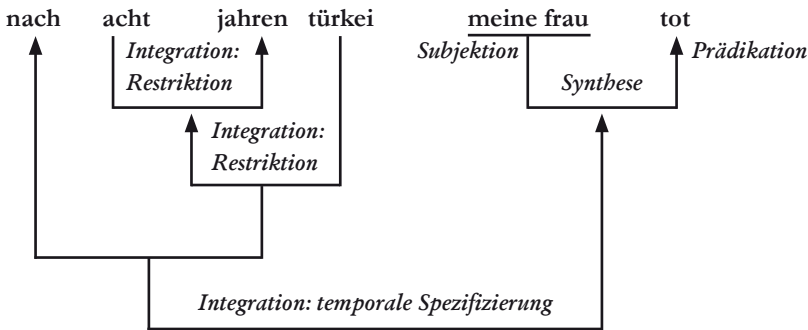 nach acht jahren türkei meine frau tot
Integration: Subjektion Prädikation
Restriktion Synthese
Integration:
Restriktion
Integration: temporale Spezifizierung